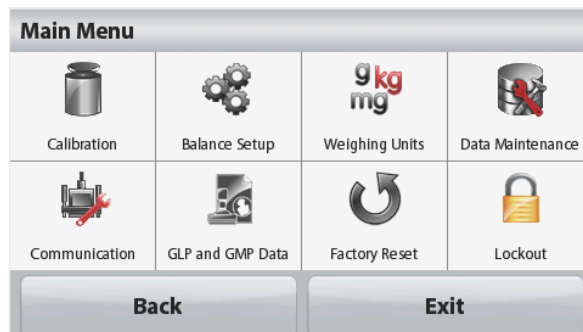 Main Menu
g kg
mg
Calibration
Balance Setup
Weighing Units
Data Maintenance
Communication
GLP and GMP Data
Factory Reset
Lockout
Back
Exit